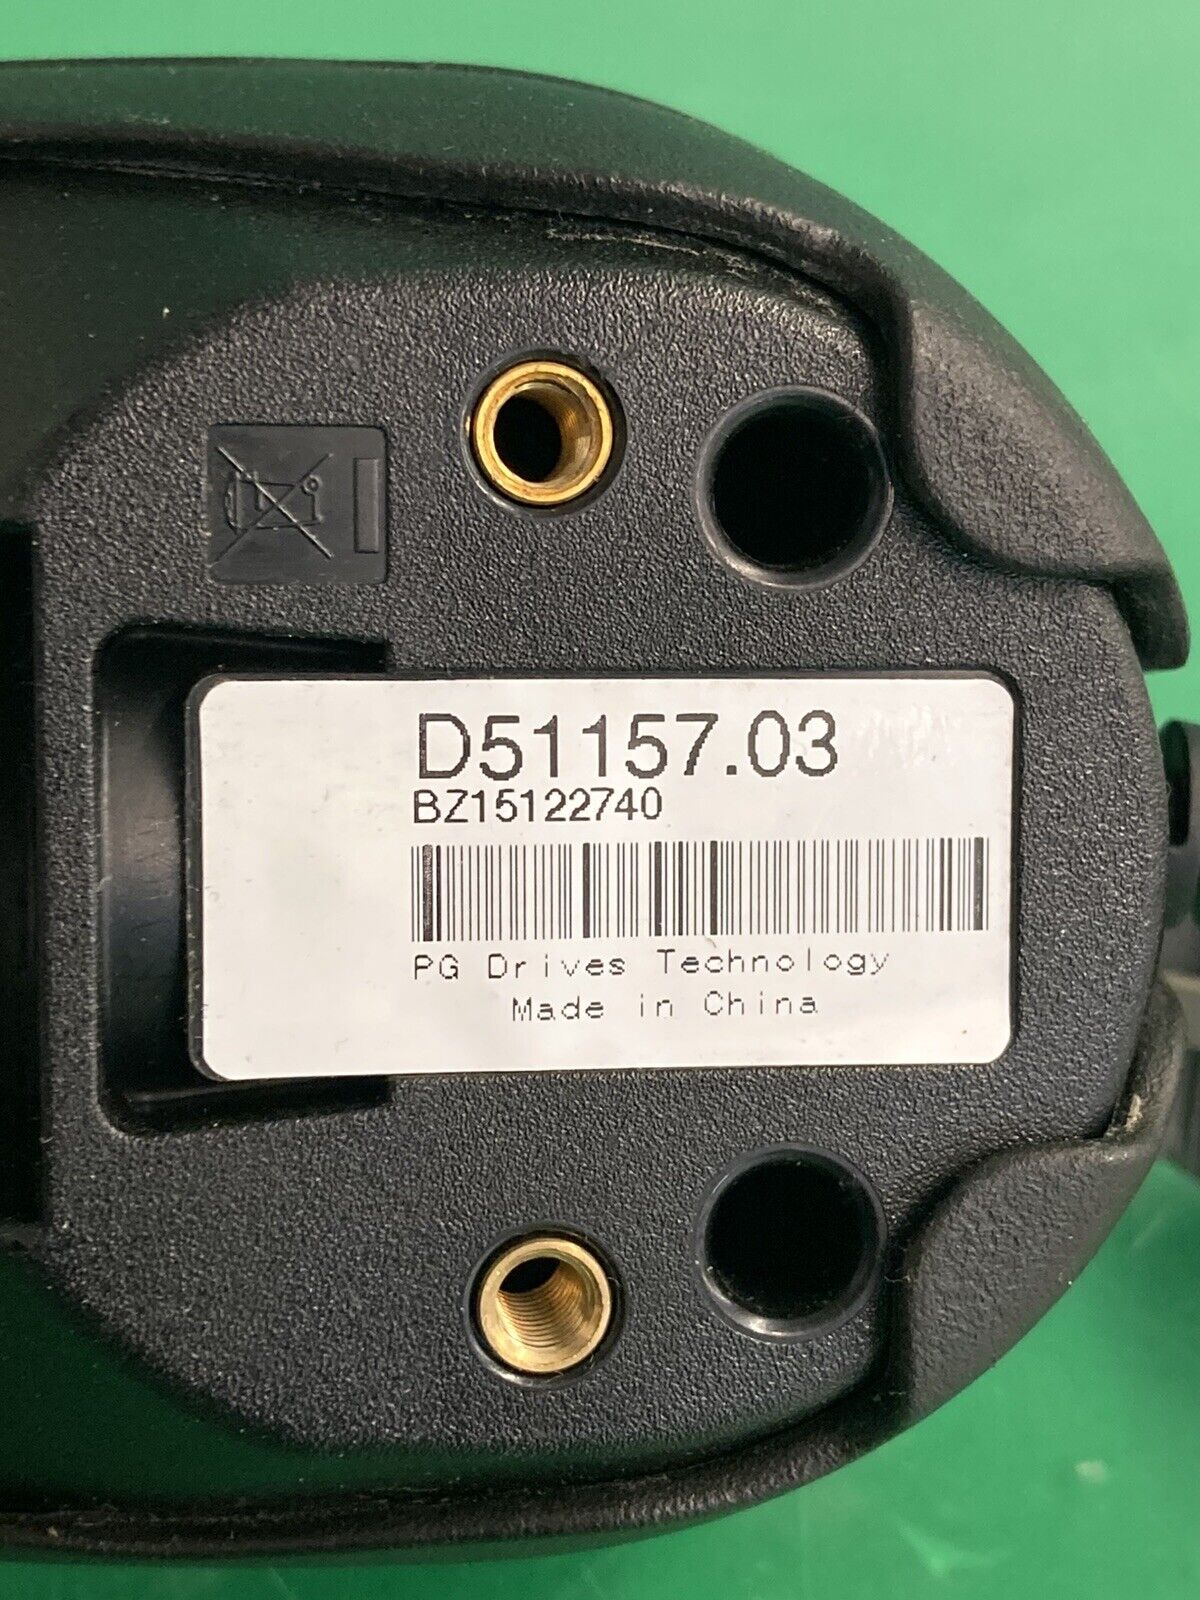 D51157.03
BZ15122740
PG Drives Technology
Made in China